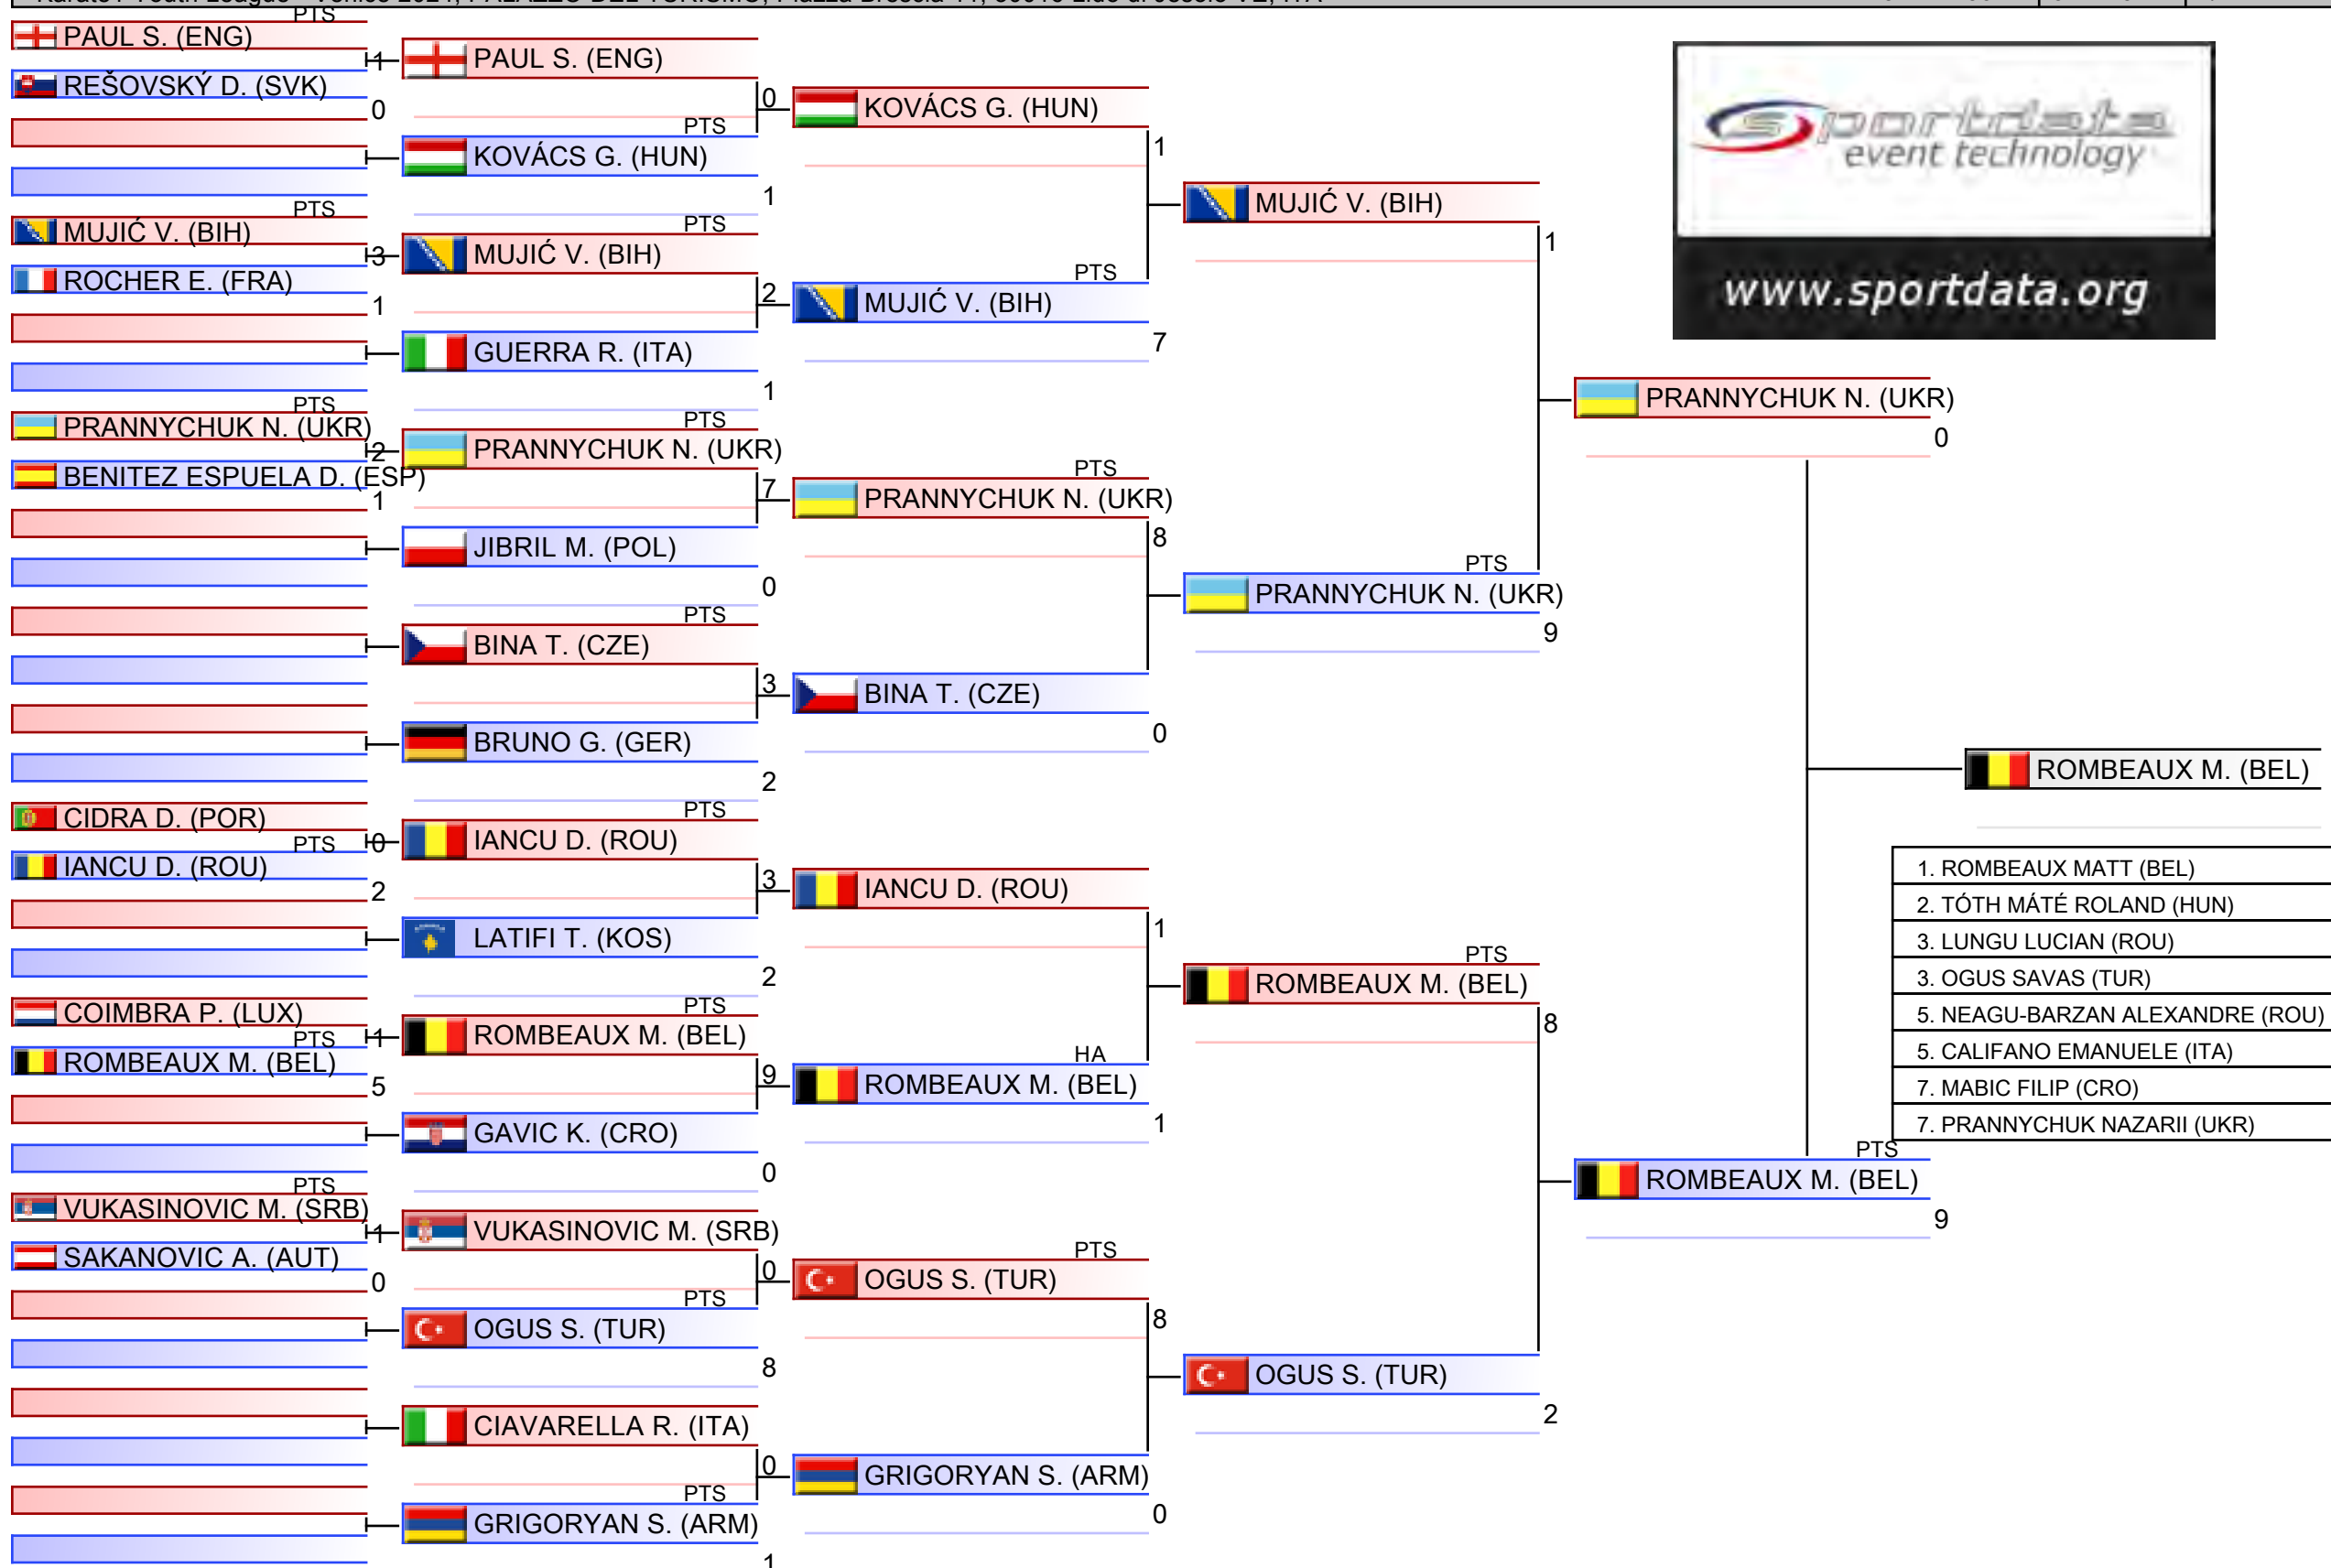 PTS
PAUL S. (ENG)
1
REŠOVSKÝ D. (SVK)
0
PTS
MUJIĆ V. (BIH)
3
ROCHER E. (FRA)
1
PTS
PRANNYCHUK N. (UKR)
2
BENITEZ ESPUELA D. (ESP)
1
CIDRA D. (POR)
PTS
0
IANCU D. (ROU)
2
COIMBRA P. (LUX)
PTS
1
ROMBEAUX M. (BEL)
5
PTS
VUKASINOVIC M. (SRB)
1
SAKANOVIC A. (AUT)
0
PAUL S. (ENG)
0
PTS
KOVÁCS G. (HUN)
1
PTS
MUJIĆ V. (BIH)
2
GUERRA R. (ITA)
1
PTS
PRANNYCHUK N. (UKR)
7
JIBRIL M. (POL)
0
PTS
BINA T. (CZE)
3
BRUNO G. (GER)
2
PTS
IANCU D. (ROU)
3
LATIFI T. (KOS)
2
PTS
ROMBEAUX M. (BEL)
9
GAVIC K. (CRO)
0
VUKASINOVIC M. (SRB)
0
PTS
OGUS S. (TUR)
8
CIAVARELLA R. (ITA)
0
PTS
GRIGORYAN S. (ARM)
1
KOVÁCS G. (HUN)
1
PTS
MUJIĆ V. (BIH)
7
PTS
PRANNYCHUK N. (UKR)
8
BINA T. (CZE)
0
IANCU D. (ROU)
1
HA
ROMBEAUX M. (BEL)
1
PTS
OGUS S. (TUR)
8
GRIGORYAN S. (ARM)
0
MUJIĆ V. (BIH)
1
PTS
PRANNYCHUK N. (UKR)
9
PTS
ROMBEAUX M. (BEL)
8
OGUS S. (TUR)
2
sportdata
event technology
www.sportdata.org
PRANNYCHUK N. (UKR)
0
PTS
ROMBEAUX M. (BEL)
9
ROMBEAUX M. (BEL)
1. ROMBEAUX MATT (BEL)
2. TÓTH MÁTÉ ROLAND (HUN)
3. LUNGU LUCIAN (ROU)
3. OGUS SAVAS (TUR)
5. NEAGU-BARZAN ALEXANDRE (ROU)
5. CALIFANO EMANUELE (ITA)
7. MABIC FILIP (CRO)
7. PRANNYCHUK NAZARII (UKR)